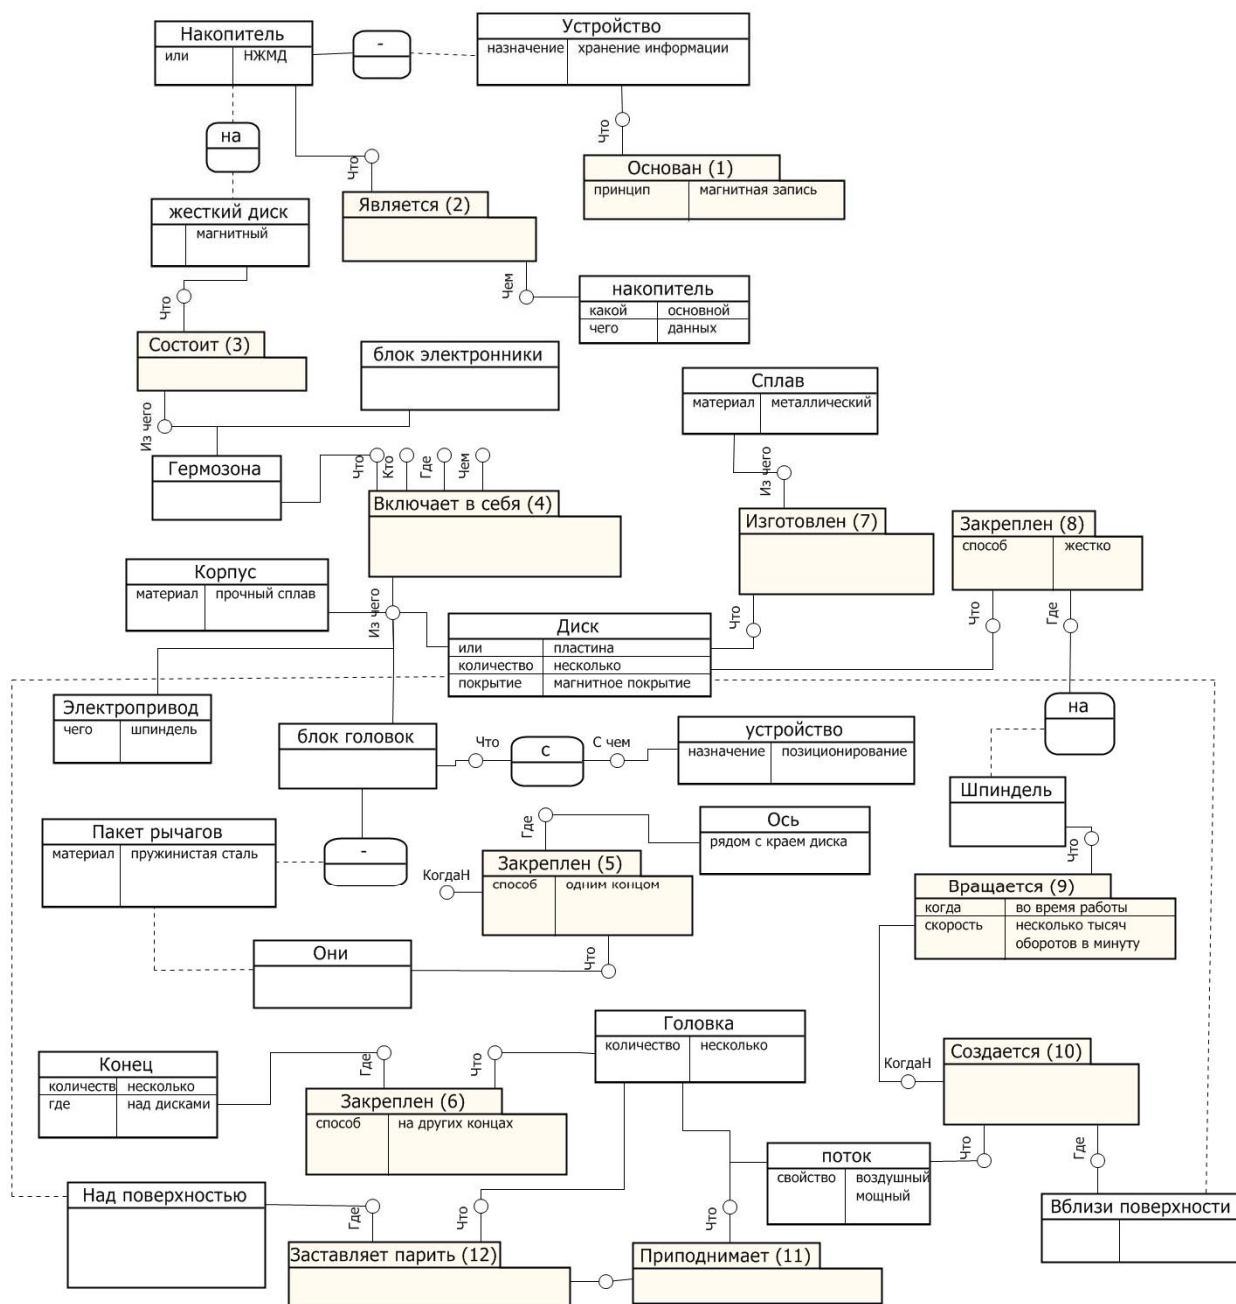 Накопитель
или НЖМД
-
Устройство
назначение хранение информации
на
Что
Что
Основан (1)
принцип магнитная запись
жесткий диск
магнитный
Является (2)
Что
Чем
накопитель
какой основной
чего данных
Состоит (3)
блок электронники
Сплав
материал металлический
Из чего
Гермозона
Что
Кто
Где
Чем
Из чего
Включает в себя (4)
Изготовлен (7)
Закреплен (8)
способ жестко
Корпус
материал прочный сплав
Из чего
Что
Что
Где
Диск
или пластина
количество несколько
покрытие магнитное покрытие
Электропривод
чего шпиндель
блок головок
Что
с
С чем
устройство
назначение позиционирование
на
Шпиндель
Пакет рычагов
материал пружинистая сталь
-
Где
Ось
рядом с краем диска
Что
КогдаН
Закреплен (5)
способ одним концом
Вращается (9)
когда во время работы
скорость несколько тысяч
оборотов в минуту
Они
Что
Головка
количество несколько
Конец
количеств несколько
где над дисками
Где
Что
КогдаН
Создается (10)
Закреплен (6)
способ на других концах
поток
свойство воздушный
мощный
Что
Где
Над поверхностью
Где
Что
Что
Вблизи поверхности
Заставляет парить (12)
Приподнимает (11)